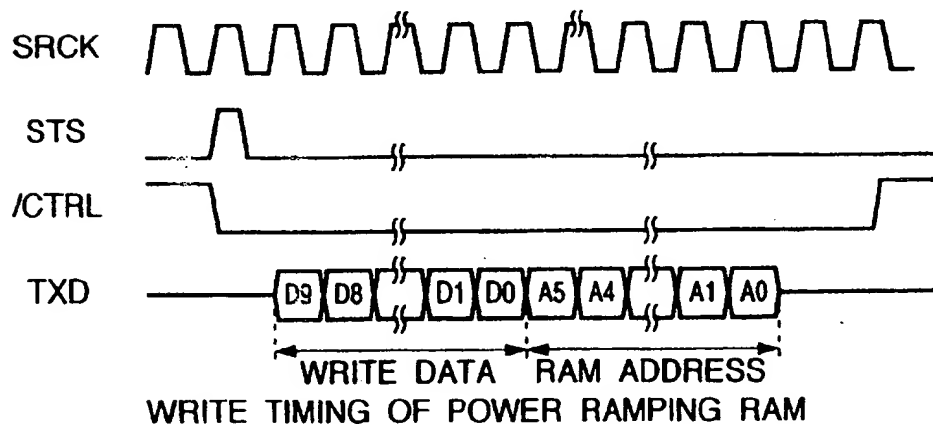 SRCK
STS
/CTRL
TXD
D9 D8 D1 D0 A5 A4 A1 A0
WRITE DATA RAM ADDRESS
WRITE TIMING OF POWER RAMPING RAM